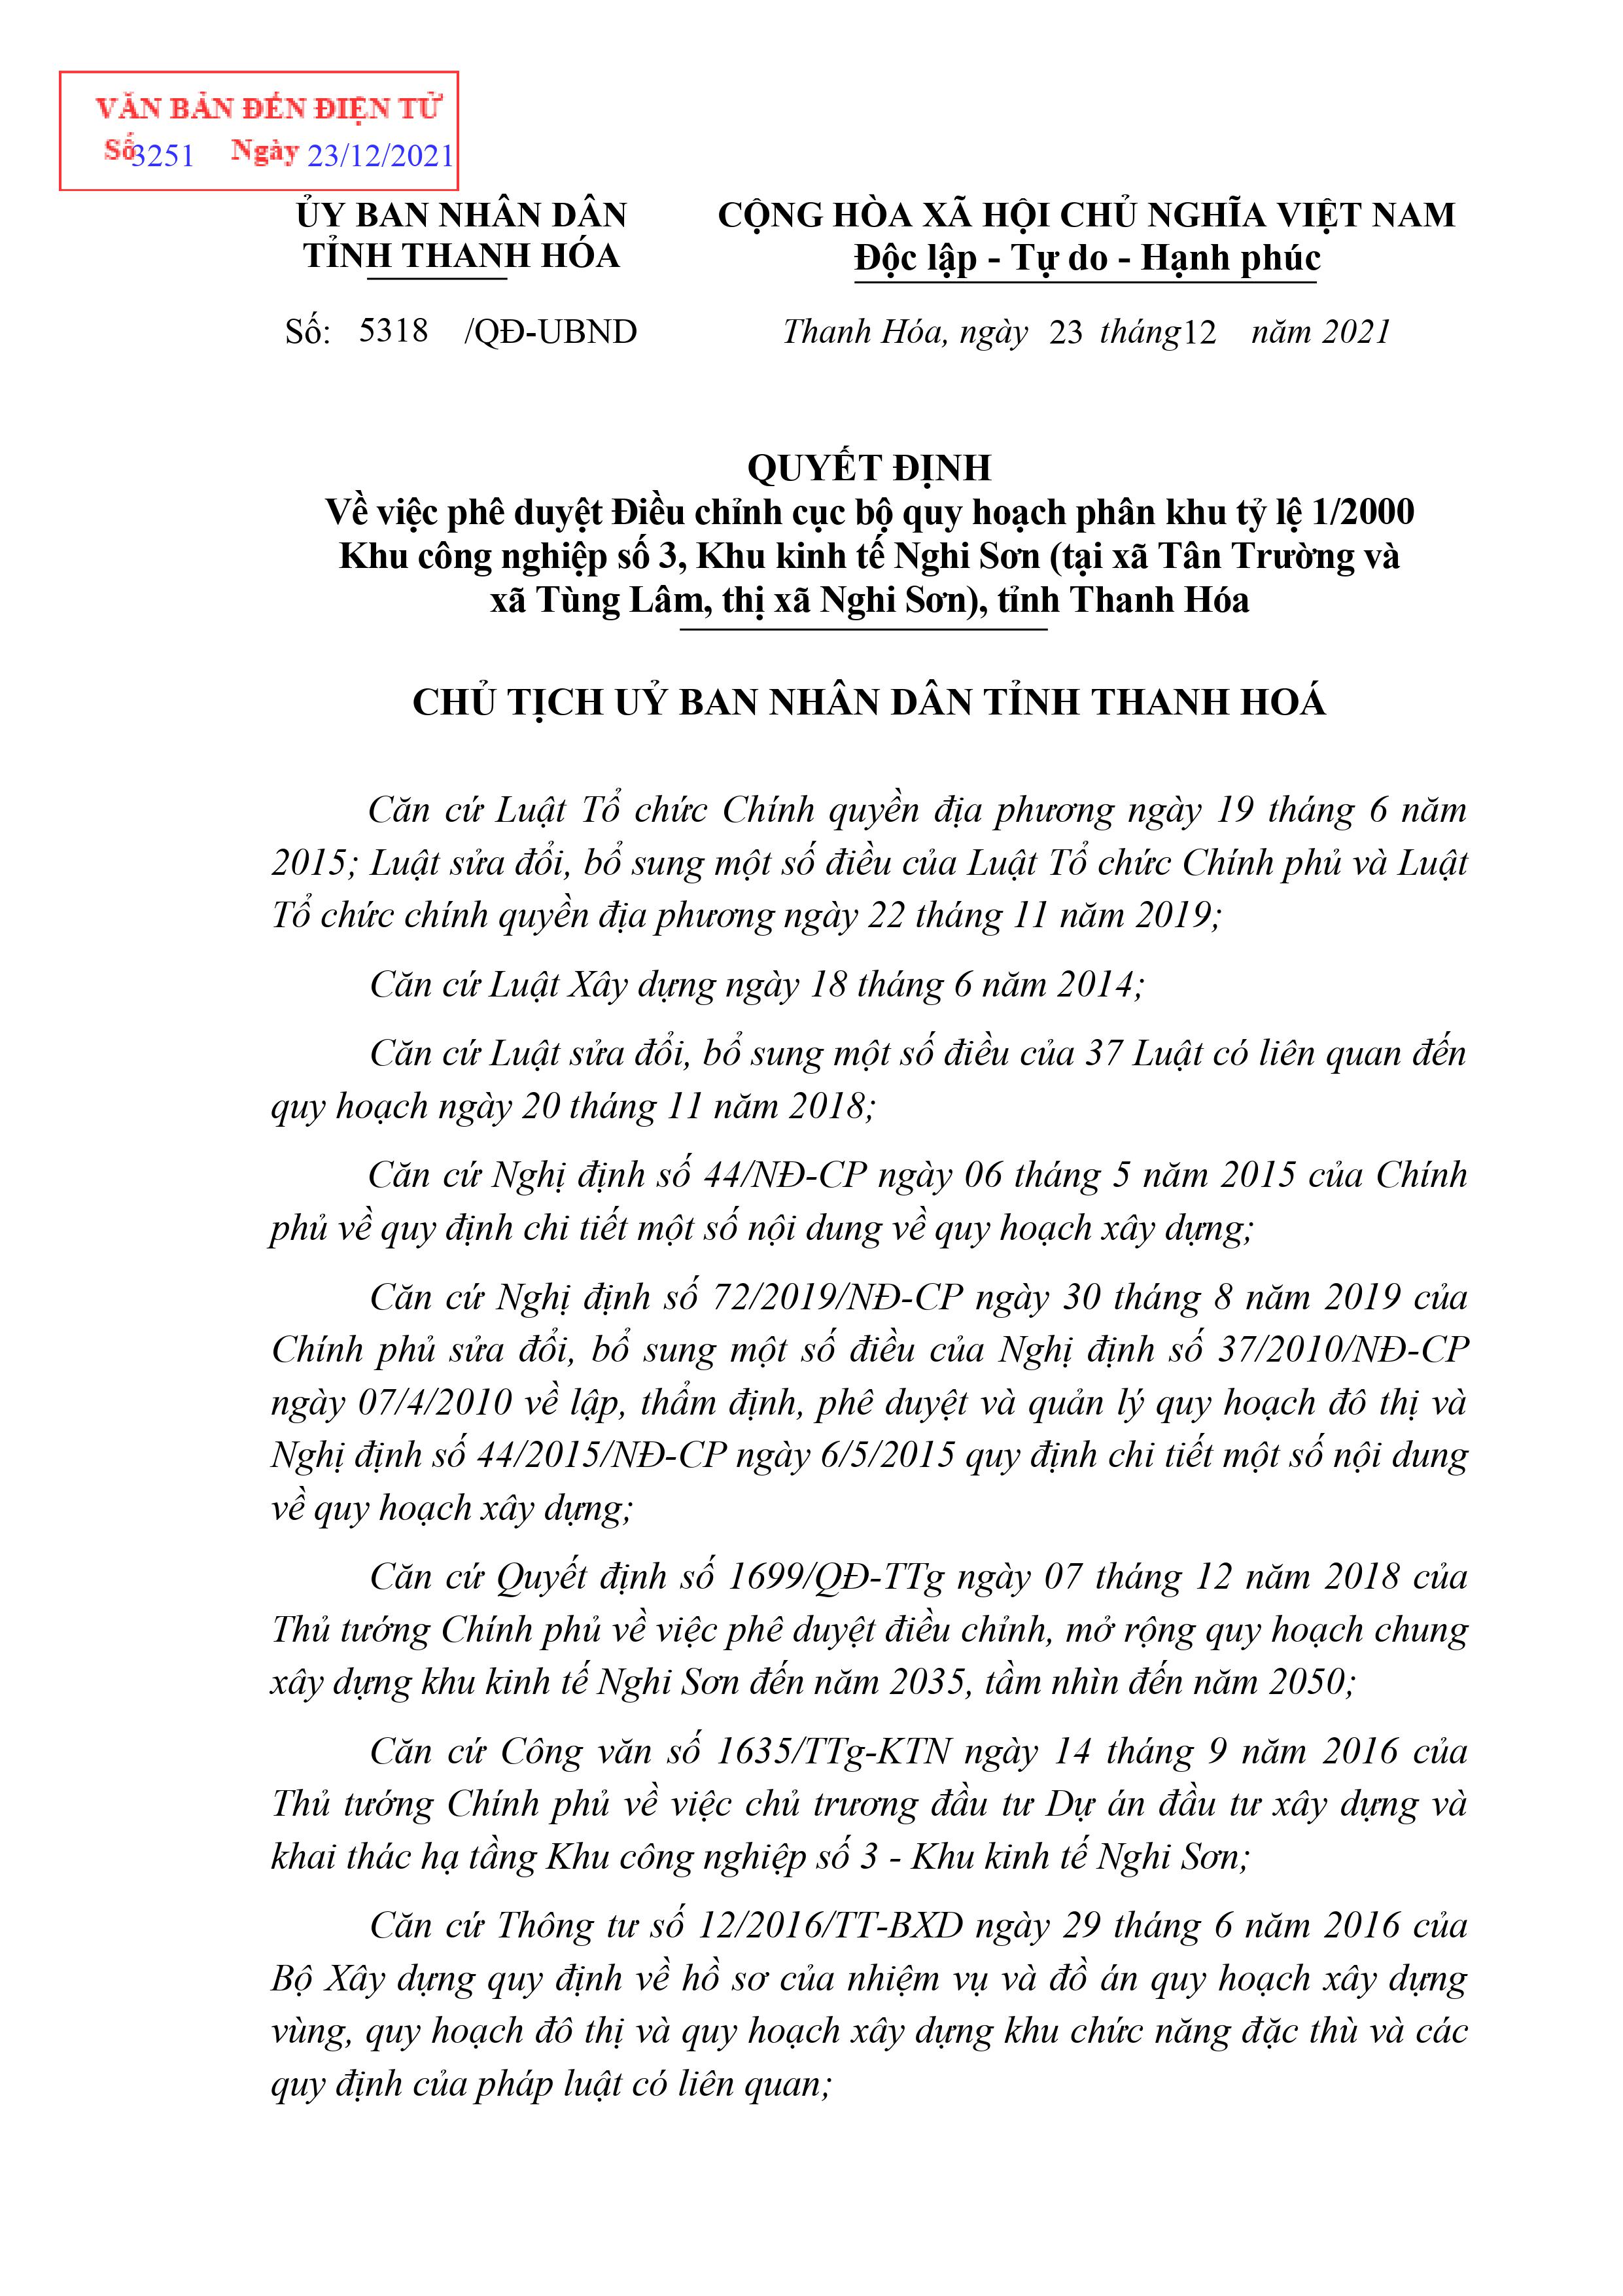 VĂN BẢN ĐẾN ĐIỆN TỬ
Số 3251 Ngày 23/12/2021
ỦY BAN NHÂN DÂN
TỈNH THANH HÓA
CỘNG HÒA XÃ HỘI CHỦ NGHĨA VIỆT NAM
Độc lập - Tự do - Hạnh phúc
Số: 5318 /QĐ-UBND
Thanh Hóa, ngày 23 tháng 12 năm 2021
QUYẾT ĐỊNH
Về việc phê duyệt Điều chỉnh cục bộ quy hoạch phân khu tỷ lệ 1/2000
Khu công nghiệp số 3, Khu kinh tế Nghi Sơn (tại xã Tân Trường và
xã Tùng Lâm, thị xã Nghi Sơn), tỉnh Thanh Hóa
CHỦ TỊCH UỶ BAN NHÂN DÂN TỈNH THANH HOÁ
Căn cứ Luật Tổ chức Chính quyền địa phương ngày 19 tháng 6 năm
2015; Luật sửa đổi, bổ sung một số điều của Luật Tổ chức Chính phủ và Luật
Tổ chức chính quyền địa phương ngày 22 tháng 11 năm 2019;
Căn cứ Luật Xây dựng ngày 18 tháng 6 năm 2014;
Căn cứ Luật sửa đổi, bổ sung một số điều của 37 Luật có liên quan đến
quy hoạch ngày 20 tháng 11 năm 2018;
Căn cứ Nghị định số 44/NĐ-CP ngày 06 tháng 5 năm 2015 của Chính
phủ về quy định chi tiết một số nội dung về quy hoạch xây dựng;
Căn cứ Nghị định số 72/2019/NĐ-CP ngày 30 tháng 8 năm 2019 của
Chính phủ sửa đổi, bổ sung một số điều của Nghị định số 37/2010/NĐ-CP
ngày 07/4/2010 về lập, thẩm định, phê duyệt và quản lý quy hoạch đô thị và
Nghị định số 44/2015/NĐ-CP ngày 6/5/2015 quy định chi tiết một số nội dung
về quy hoạch xây dựng;
Căn cứ Quyết định số 1699/QĐ-TTg ngày 07 tháng 12 năm 2018 của
Thủ tướng Chính phủ về việc phê duyệt điều chỉnh, mở rộng quy hoạch chung
xây dựng khu kinh tế Nghi Sơn đến năm 2035, tầm nhìn đến năm 2050;
Căn cứ Công văn số 1635/TTg-KTN ngày 14 tháng 9 năm 2016 của
Thủ tướng Chính phủ về việc chủ trương đầu tư Dự án đầu tư xây dựng và
khai thác hạ tầng Khu công nghiệp số 3 - Khu kinh tế Nghi Sơn;
Căn cứ Thông tư số 12/2016/TT-BXD ngày 29 tháng 6 năm 2016 của
Bộ Xây dựng quy định về hồ sơ của nhiệm vụ và đồ án quy hoạch xây dựng
vùng, quy hoạch đô thị và quy hoạch xây dựng khu chức năng đặc thù và các
quy định của pháp luật có liên quan;